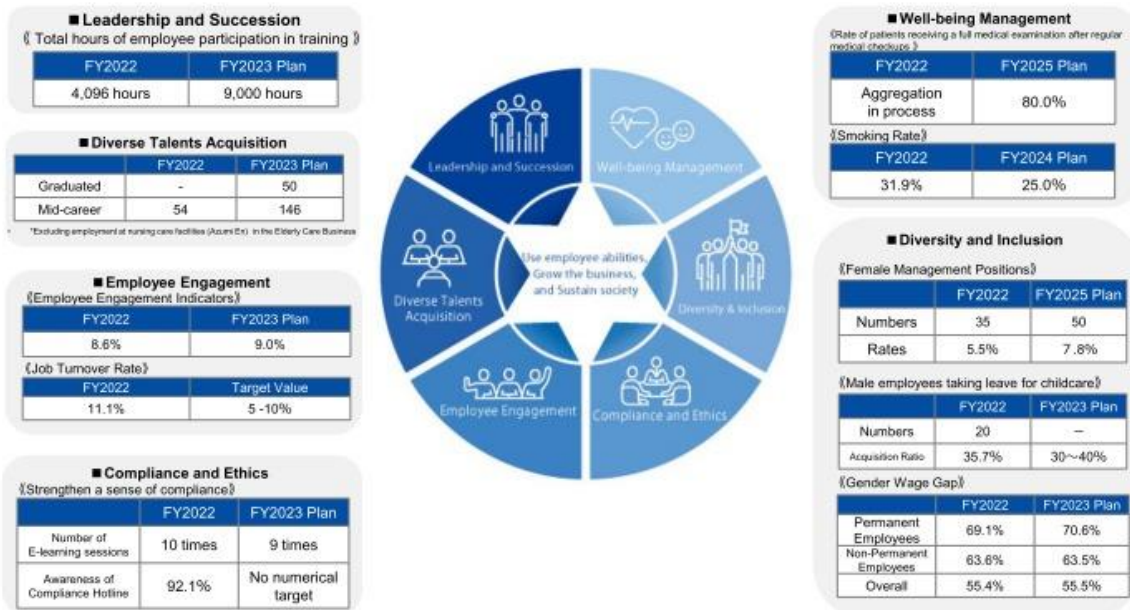 ■Leadership and Succession
⟪ Total hours of employee participation in training ⟫
FY2022 FY2023 Plan
4,096 hours 9,000 hours
■Diverse Talents Acquisition
FY2022 FY2023 Plan
Graduated - 50
Mid-career 54 146
*Excluding employment at nursing care facilities (Azumi En) in the Elderly Care Business
■Employee Engagement
⟪Employee Engagement Indicators⟫
FY2022 FY2023 Plan
8.6% 9.0%
⟪Job Turnover Rate⟫
FY2022 Target Value
11.1% 5 -10%
■Compliance and Ethics
⟪Strengthen a sense of compliance⟫
FY2022 FY2023 Plan
Number of
E-learning sessions
10 times 9 times
Awareness of
Compliance Hotline
92.1%
No numerical
target
Leadership and Succession
Well-being Management
Diverse Talents
Acquisition
Use employee abilities,
Grow the business,
and Sustain society
Diversity & Inclusion
Employee Engagement
Compliance and Ethics
■Well-being Management
⟪Rate of patients receiving a full medical examination after regular
medical checkups ⟫
FY2022 FY2025 Plan
Aggregation
in process
80.0%
⟪Smoking Rate⟫
FY2022 FY2024 Plan
31.9% 25.0%
■Diversity and Inclusion
⟪Female Management Positions⟫
FY2022 FY2025 Plan
Numbers 35 50
Rates 5.5% 7.8%
⟪Male employees taking leave for childcare⟫
FY2022 FY2023 Plan
Numbers 20 －
Acquisition Ratio 35.7% 30～40%
⟪Gender Wage Gap⟫
FY2022 FY2023 Plan
Permanent
Employees
69.1% 70.6%
Non-Permanent
Employees
63.6% 63.5%
Overall 55.4% 55.5%